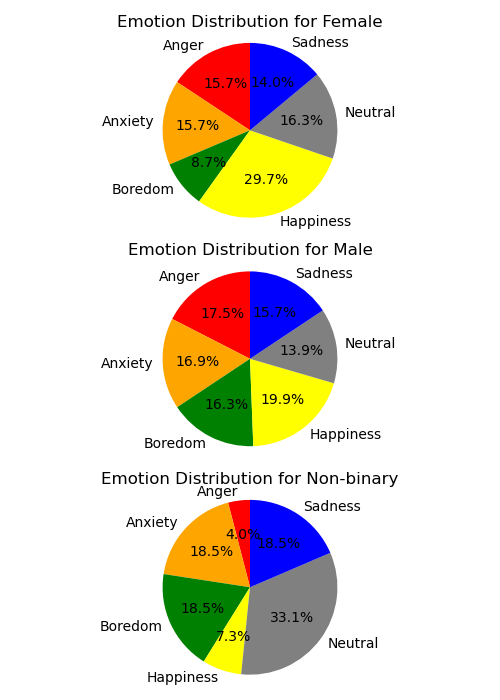 Emotion Distribution for Female
Anger
Sadness
15.7%
14.0%
Anxiety
15.7%
16.3%
Neutral
8.7%
Boredom
29.7%
Happiness
Emotion Distribution for Male
Anger
Sadness
17.5%
15.7%
Anxiety
16.9%
13.9%
Neutral
16.3%
19.9%
Boredom
Happiness
Emotion Distribution for Non-binary
Anger
Sadness
Anxiety
4.0%
18.5%
18.5%
18.5%
33.1%
Boredom
7.3%
Neutral
Happiness